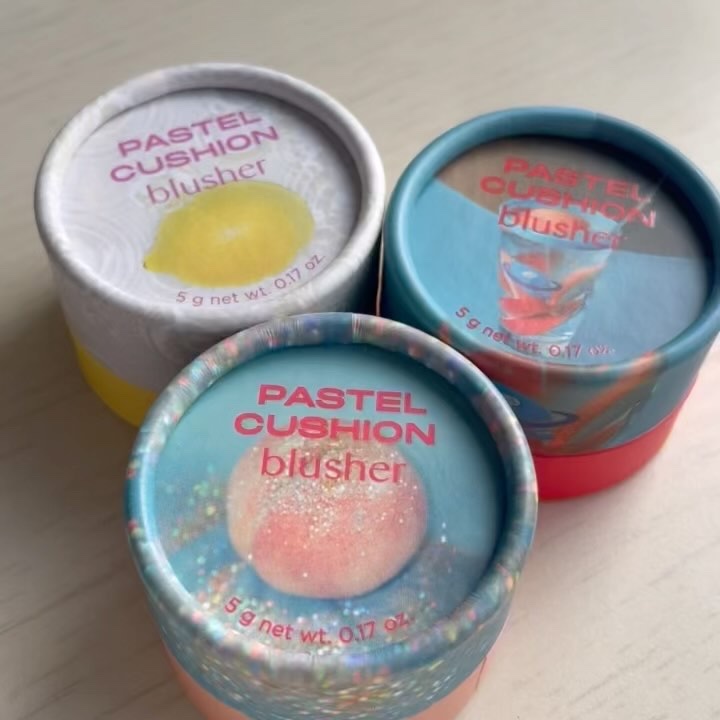 PASTEL
CUSHION
blusher
5 g net wt. 0.17 oz.
PASTEL
CUSHION
blusher
5 g net wt. 0.17 oz.
PASTEL
CUSHION
blusher
5 g net wt. 0.17 oz.